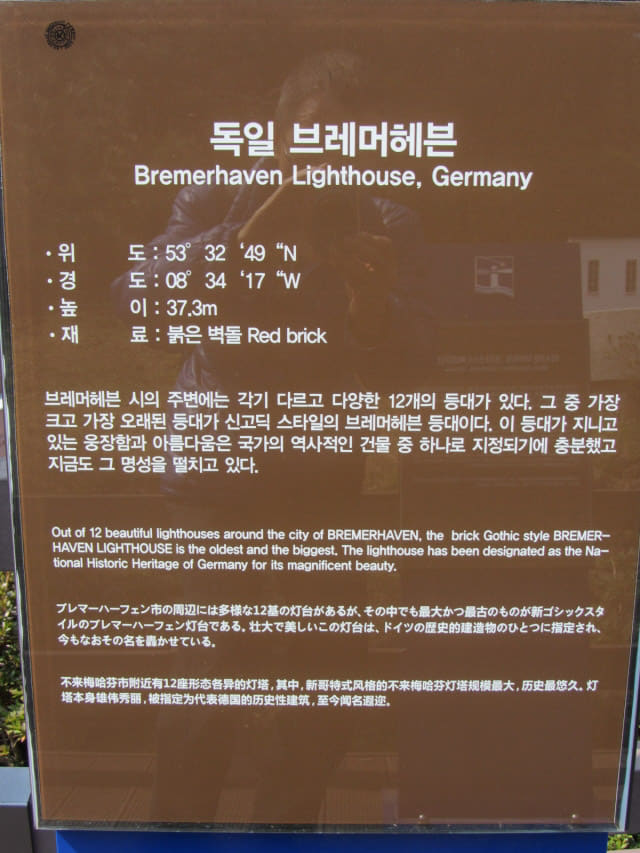 독일 브레머헤븐
Bremerhaven Lighthouse, Germany
· 위 도 : 53° 32 ‘49 “N
· 경 도 : 08° 34 ‘17 “W
· 높 이 : 37.3m
· 재 료 : 붉은 벽돌 Red brick
브레머헤븐 시의 주변에는 각기 다르고 다양한 12개의 등대가 있다. 그 중 가장
크고 가장 오래된 등대가 신고딕 스타일의 브레머헤븐 등대이다. 이 등대가 지니고
있는 웅장함과 아름다움은 국가의 역사적인 건물 중 하나로 지정되기에 충분했고
지금도 그 명성을 떨치고 있다.
Out of 12 beautiful lighthouses around the city of BREMERHAVEN, the brick Gothic style BREMER-
HAVEN LIGHTHOUSE is the oldest and the biggest. The lighthouse has been designated as the Na-
tional Historic Heritage of Germany for its magnificent beauty.
ブレマーハーフェン市の周辺には多様な12基の灯台があるが、その中でも最大かつ最古のものが新ゴシックスタ
イルのブレマーハーフェン灯台である。壮大で美しいこの灯台は、ドイツの歴史的建造物のひとつに指定され、
今もなおその名を轟かせている。
不来梅哈芬市附近有12座形态各异的灯塔，其中，新哥特式风格的不来梅哈芬灯塔规模最大，历史最悠久。灯
塔本身雄伟秀丽，被指定为代表德国的历史性建筑，至今闻名遐迩。